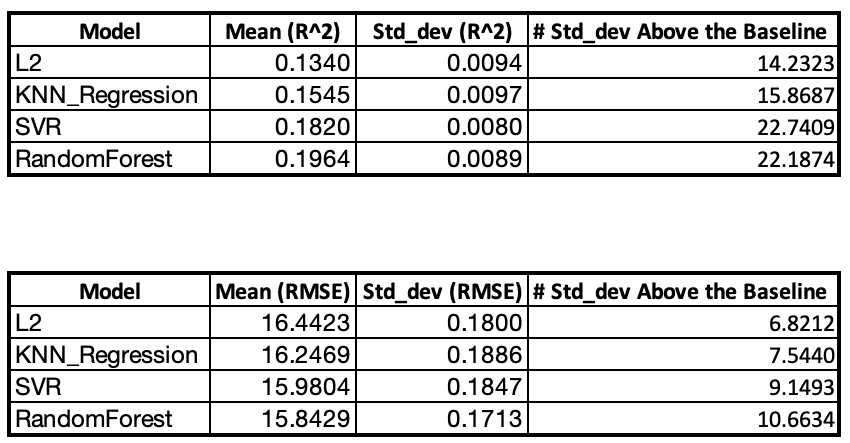 Model Mean (R^2) Std_dev (R^2) # Std_dev Above the Baseline
L2 0.1340 0.0094 14.2323
KNN_Regression 0.1545 0.0097 15.8687
SVR 0.1820 0.0080 22.7409
RandomForest 0.1964 0.0089 22.1874
Model Mean (RMSE) Std_dev (RMSE) # Std_dev Above the Baseline
L2 16.4423 0.1800 6.8212
KNN_Regression 16.2469 0.1886 7.5440
SVR 15.9804 0.1847 9.1493
RandomForest 15.8429 0.1713 10.6634